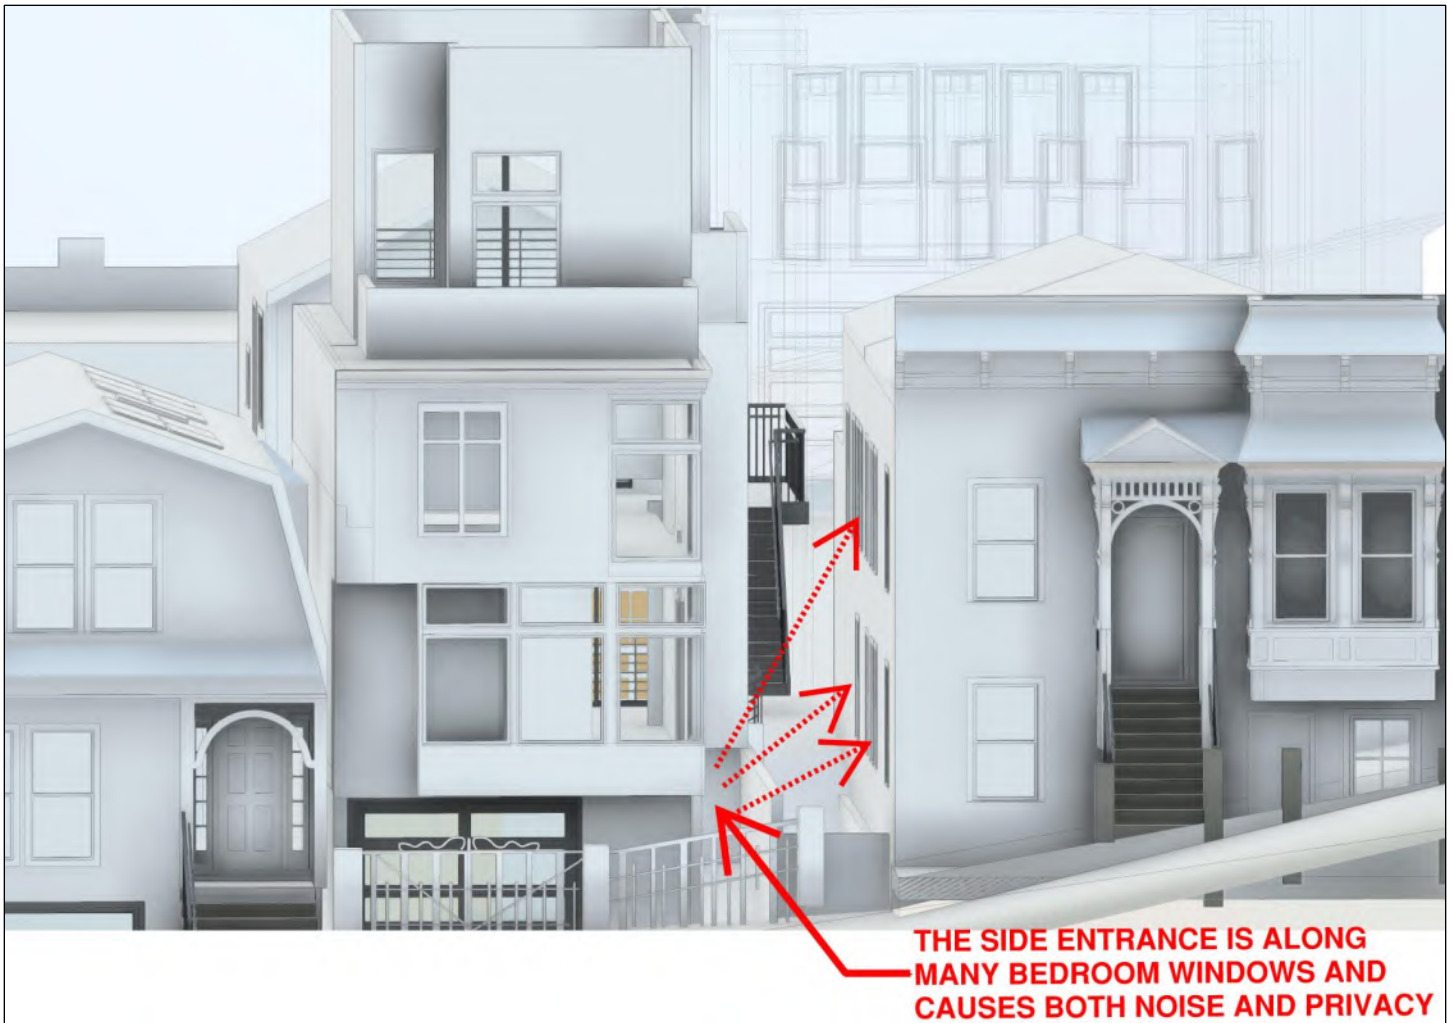 THE SIDE ENTRANCE IS ALONG
MANY BEDROOM WINDOWS AND
CAUSES BOTH NOISE AND PRIVACY